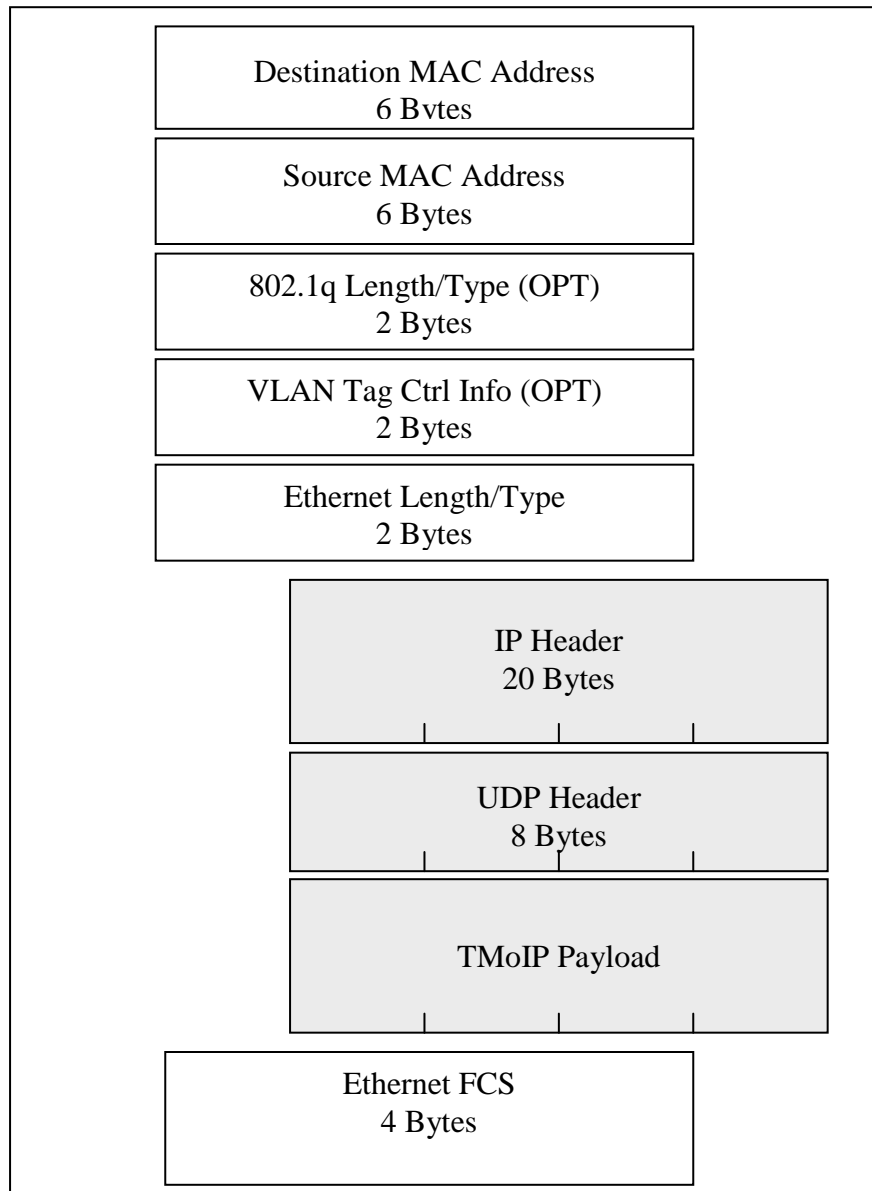 Destination MAC Address
6 Bytes
Source MAC Address
6 Bytes
802.1q Length/Type (OPT)
2 Bytes
VLAN Tag Ctrl Info (OPT)
2 Bytes
Ethernet Length/Type
2 Bytes
IP Header
20 Bytes
UDP Header
8 Bytes
TMoIP Payload
Ethernet FCS
4 Bytes